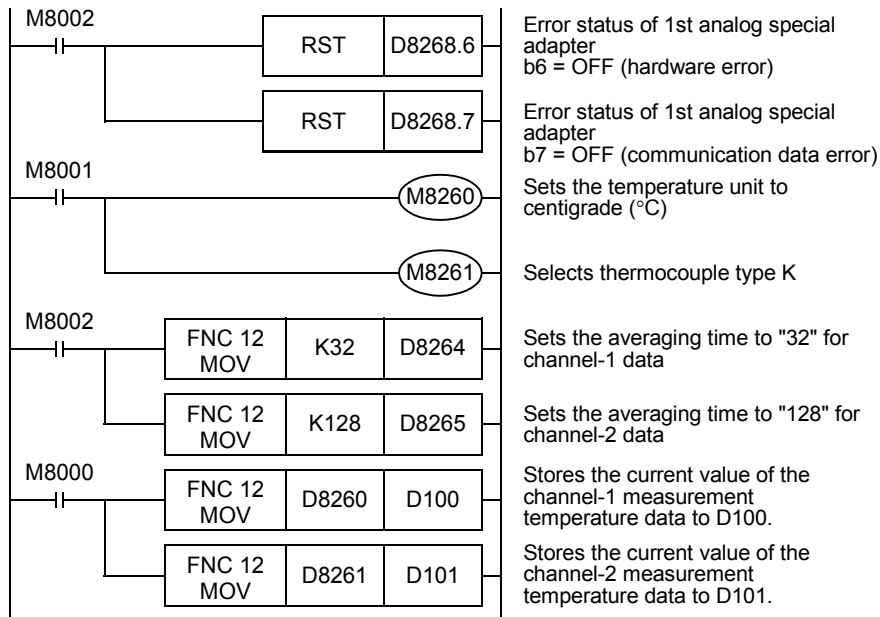 M8002
RST D8268.6
Error status of 1st analog special
adapter
b6 = OFF (hardware error)
RST D8268.7
Error status of 1st analog special
adapter
b7 = OFF (communication data error)
M8001
M8260
Sets the temperature unit to
centigrade (°C)
M8261
Selects thermocouple type K
M8002
FNC 12
MOV
K32 D8264
Sets the averaging time to "32" for
channel-1 data
FNC 12
MOV
K128 D8265
Sets the averaging time to "128" for
channel-2 data
M8000
FNC 12
MOV
D8260 D100
Stores the current value of the
channel-1 measurement
temperature data to D100.
FNC 12
MOV
D8261 D101
Stores the current value of the
channel-2 measurement
temperature data to D101.